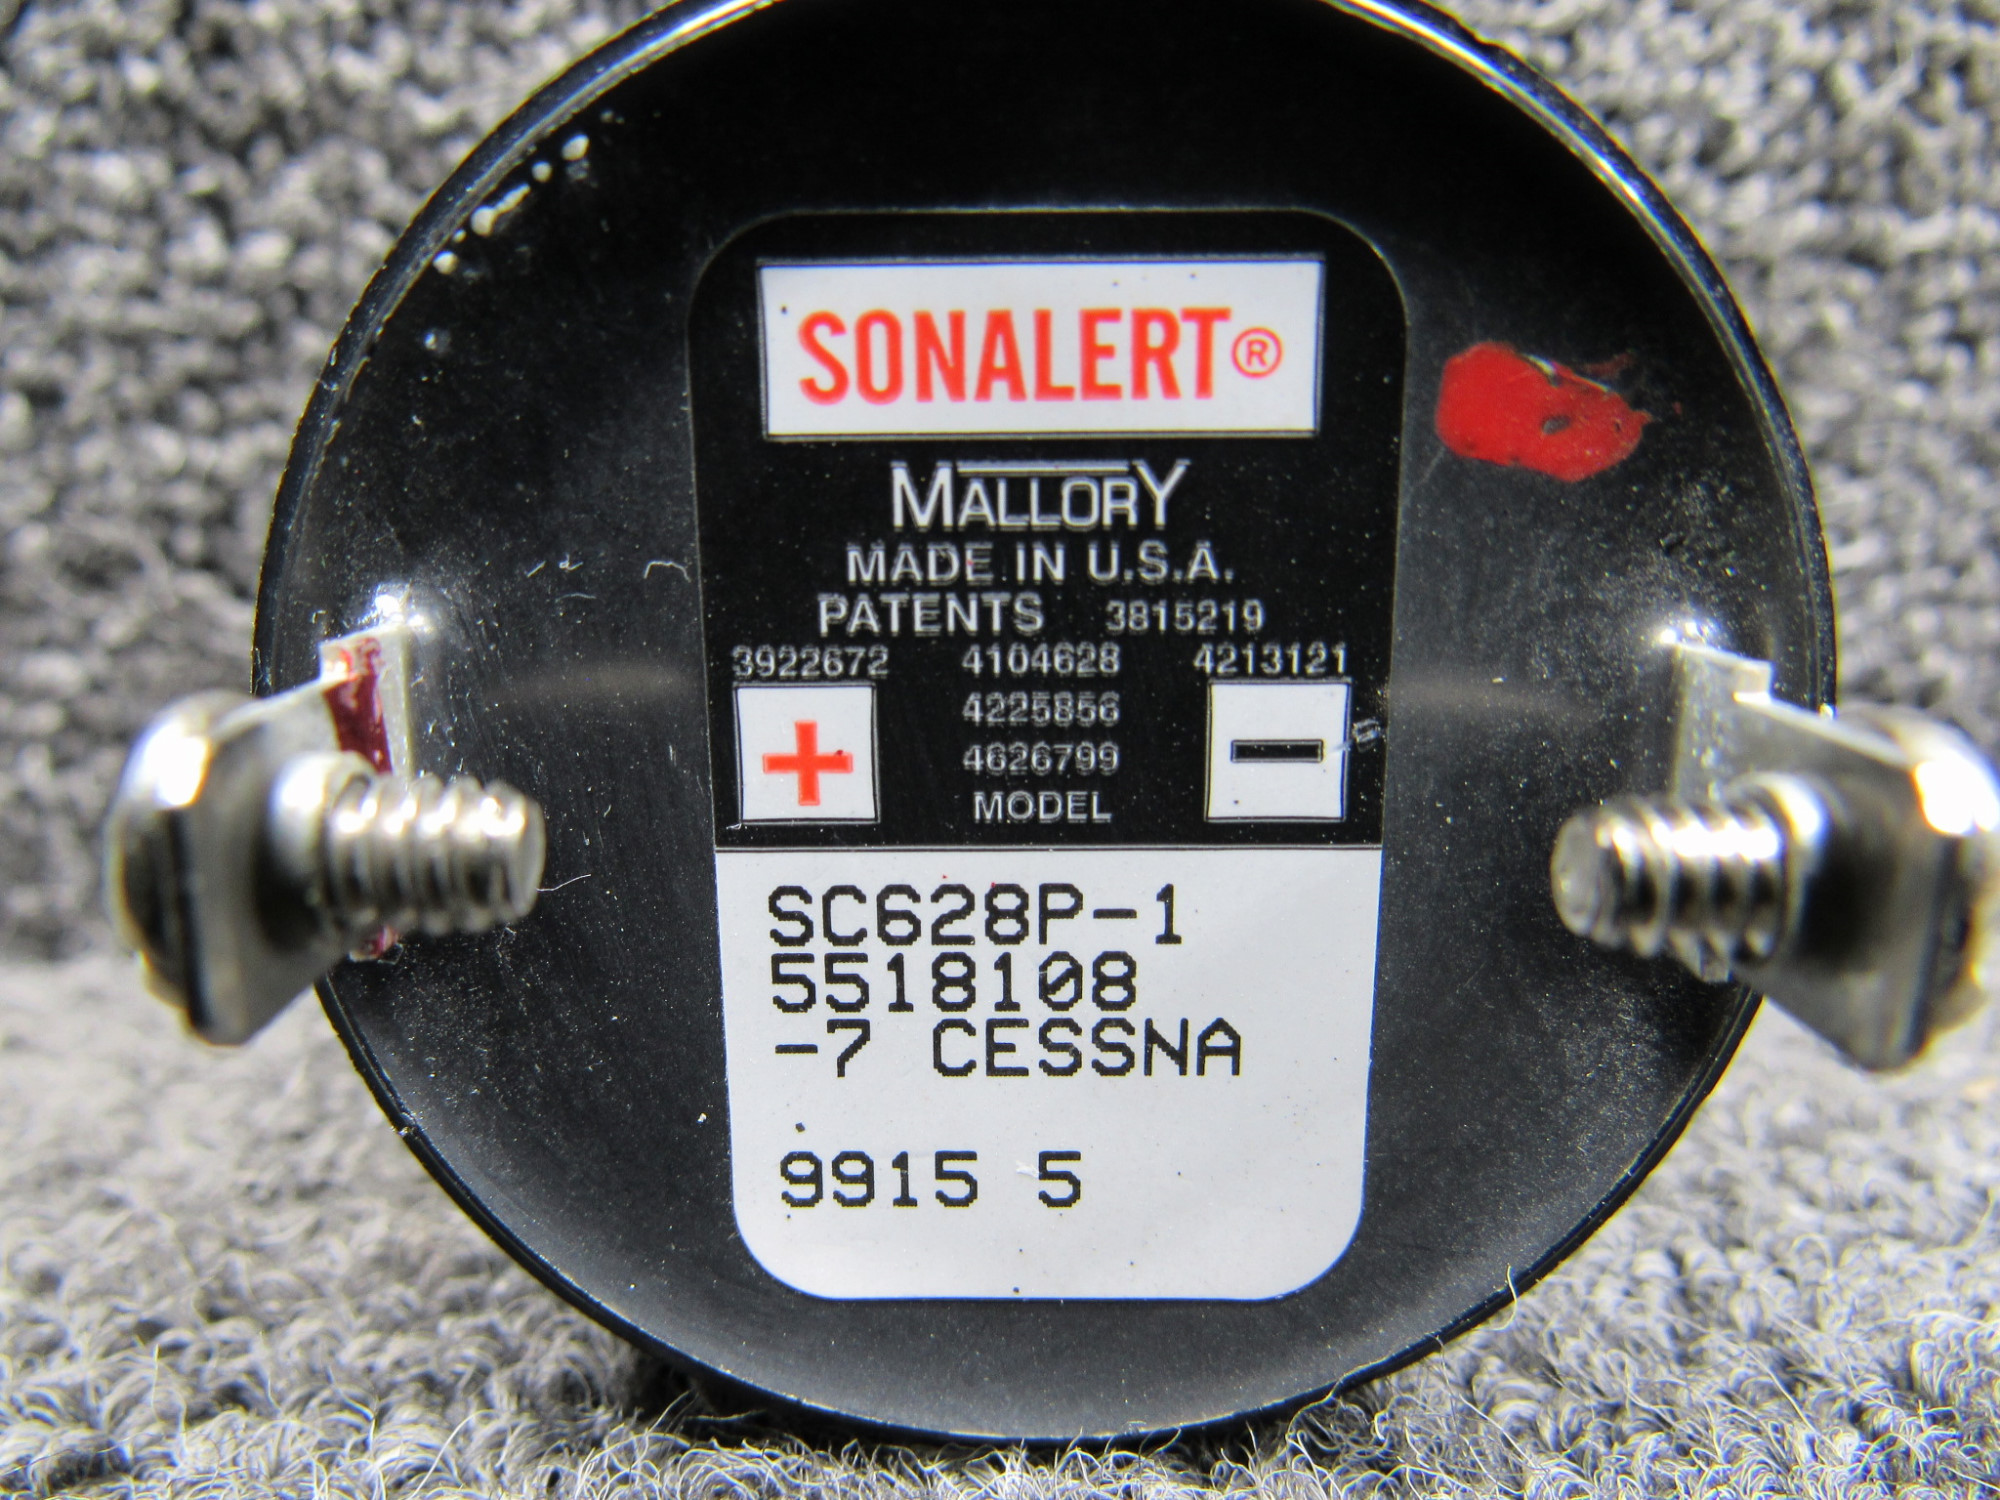 SONALERT®
MALLORY
MADE IN U.S.A.
PATENTS 3815219
3922672 4104628 4213121
4225856
4626799
+ −
MODEL
SC628P-1
5518108
-7 CESSNA
9915 5